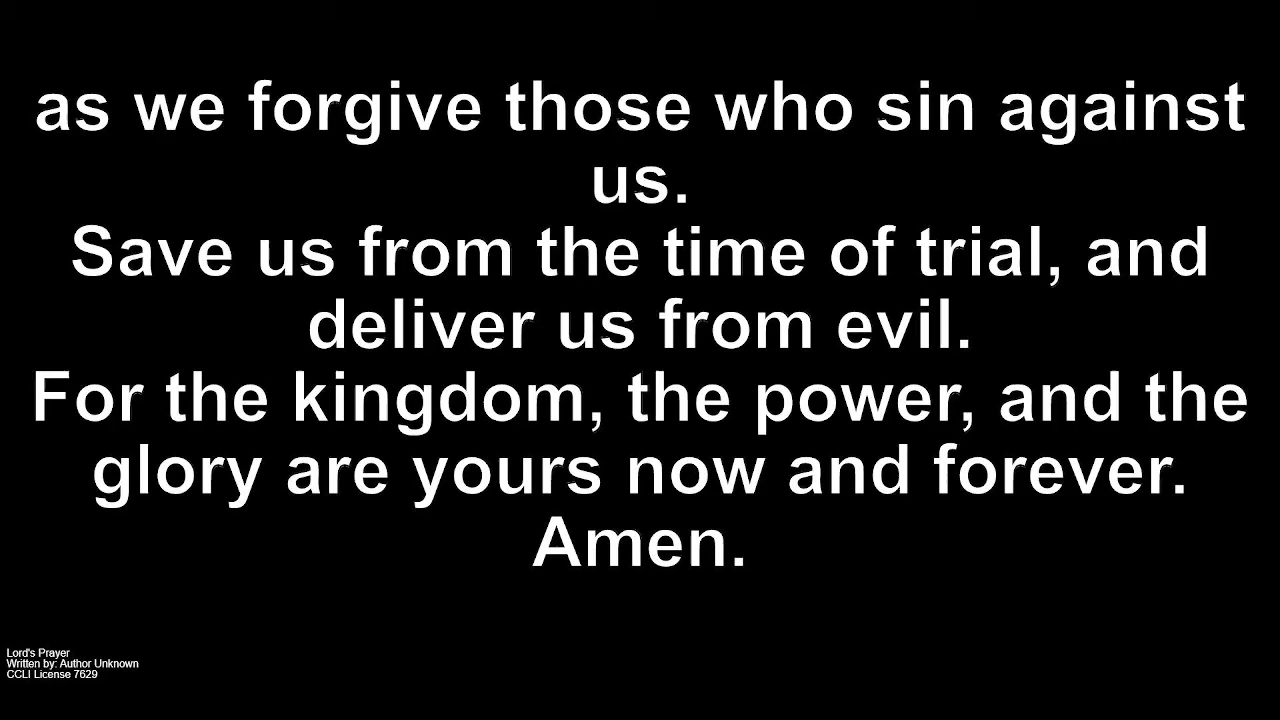 as we forgive those who sin against
us.
Save us from the time of trial, and
deliver us from evil.
For the kingdom, the power, and the
glory are yours now and forever.
Amen.
Lord's Prayer
Written by: Author Unknown
CCLI License 7629